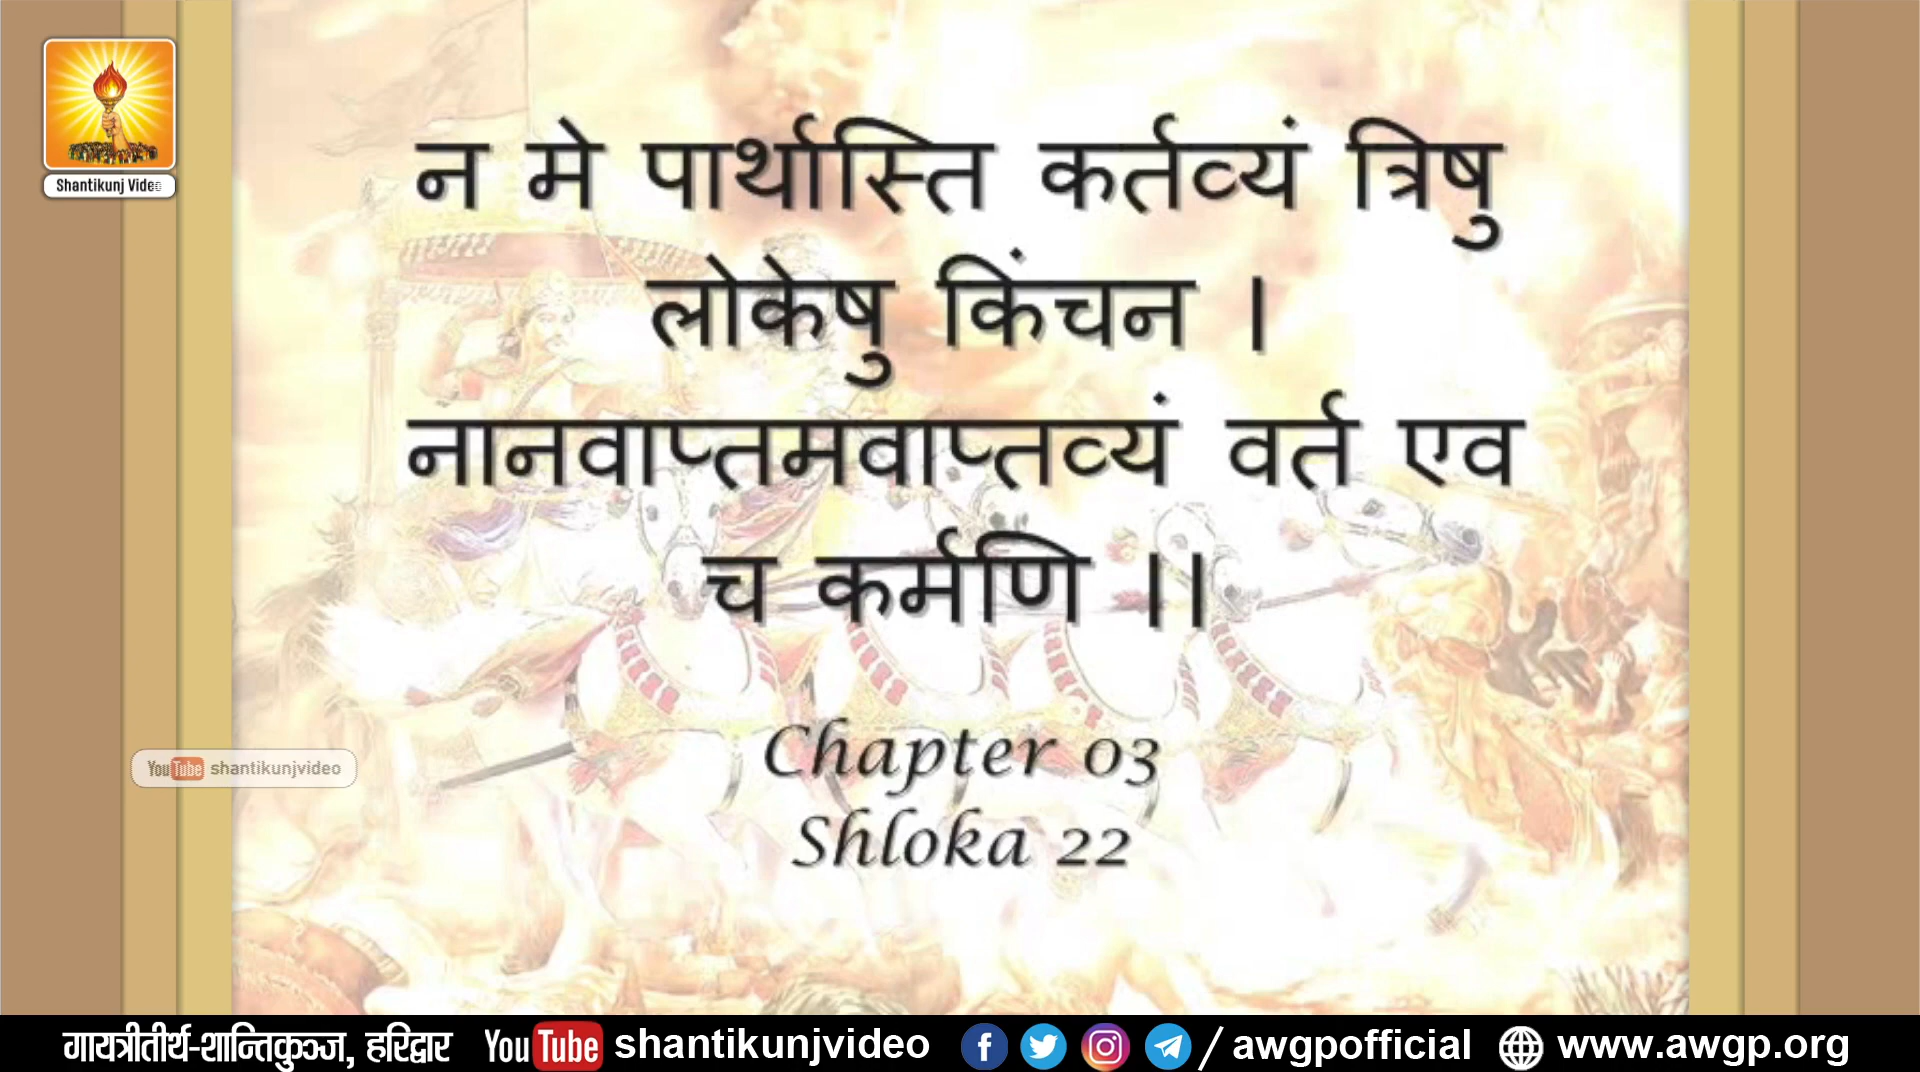 Shantikunj Video
न मे पार्थास्ति कर्तव्यं त्रिषु
लोकेषु किंचन ।
नानवाप्तमवाप्तव्यं वर्त एव
च कर्मणि ।।
Chapter 03
Shloka 22
YouTube shantikunjvideo
गायत्रीतीर्थ-शान्तिकुञ्ज, हरिद्वार YouTube shantikunjvideo /awgpofficial www.awgp.org